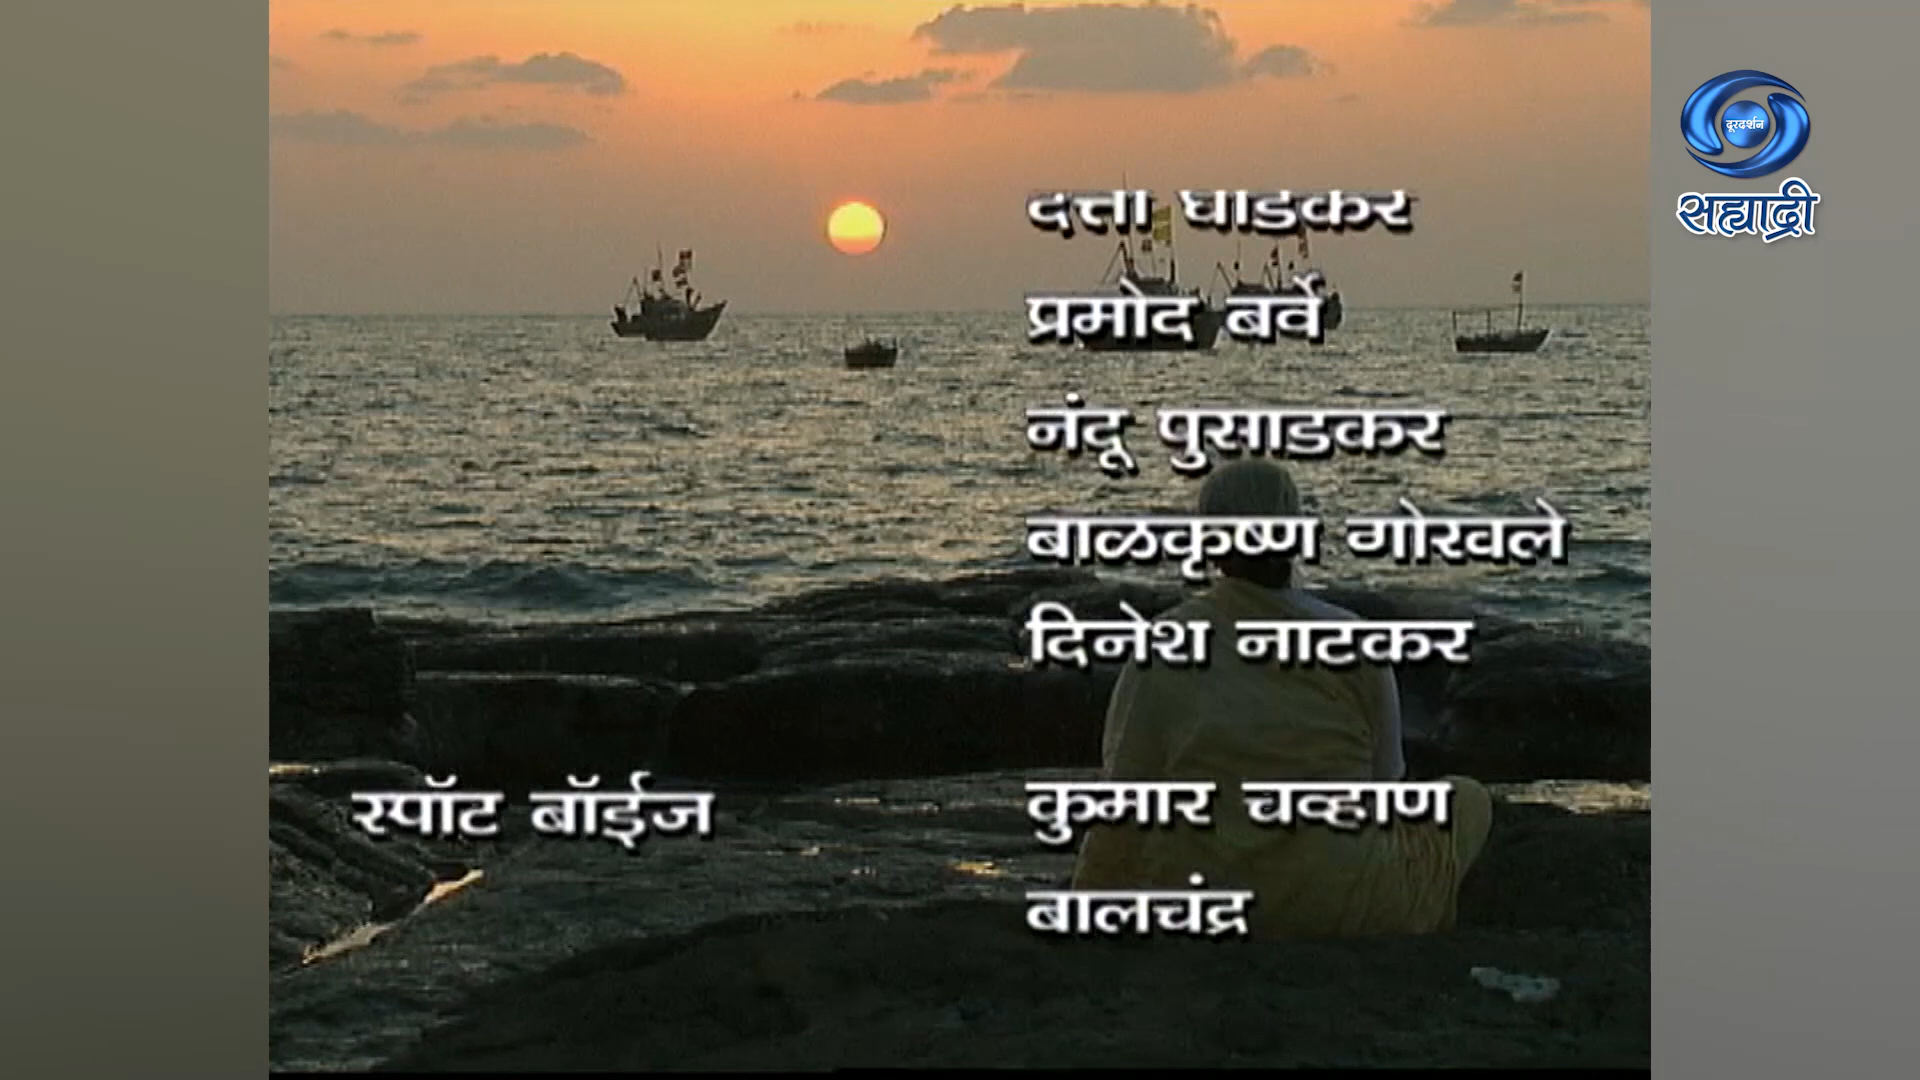 दूरदर्शन
सह्याद्री
दत्ता घाडकर
प्रमोद बर्वे
नंदू पुसाडकर
बाळकृष्ण गोखले
दिनेश नाटकर
स्पॉट बॉईज कुमार चव्हाण
बालचंद्र